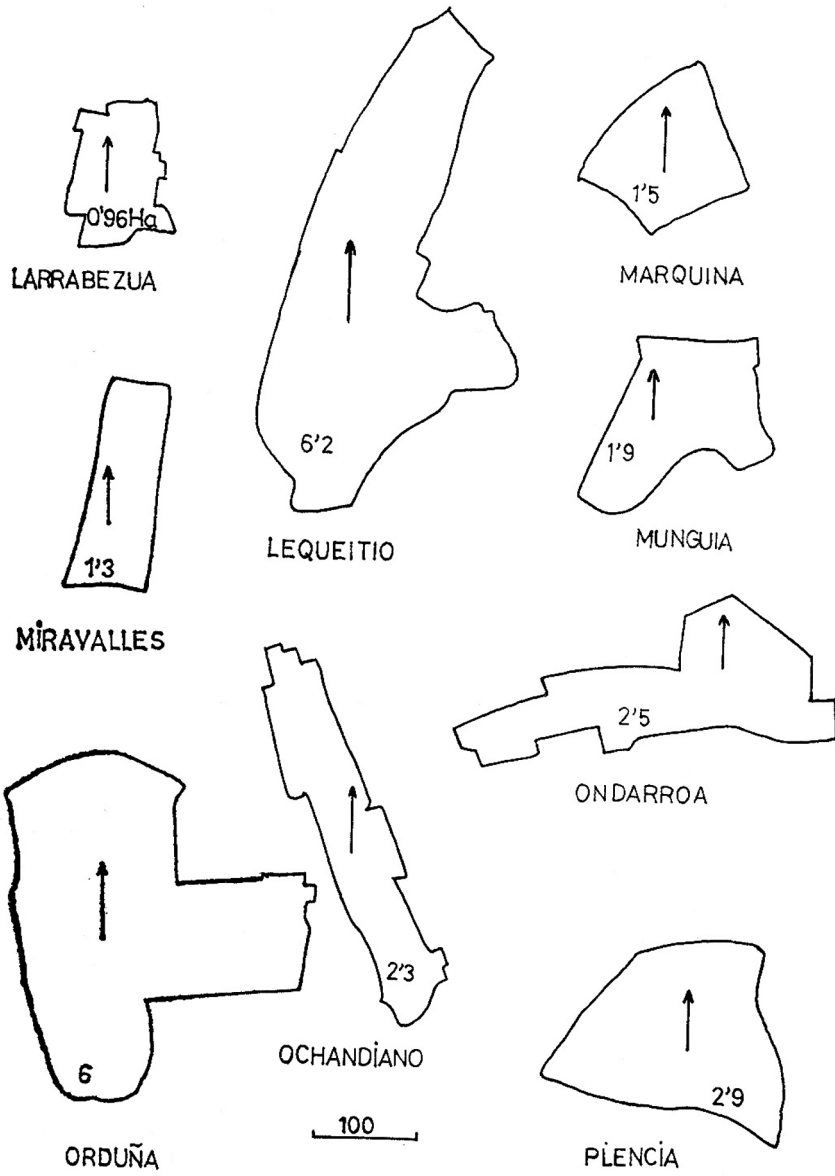 0'96Ha
LARRABEZUA
6'2
LEQUEITIO
1'5
MARQUINA
1'3
MIRAVALLES
1'9
MUNGUIA
2'5
ONDARROA
6
ORDUÑA
2'3
OCHANDIANO
100
2'9
PLENCIA